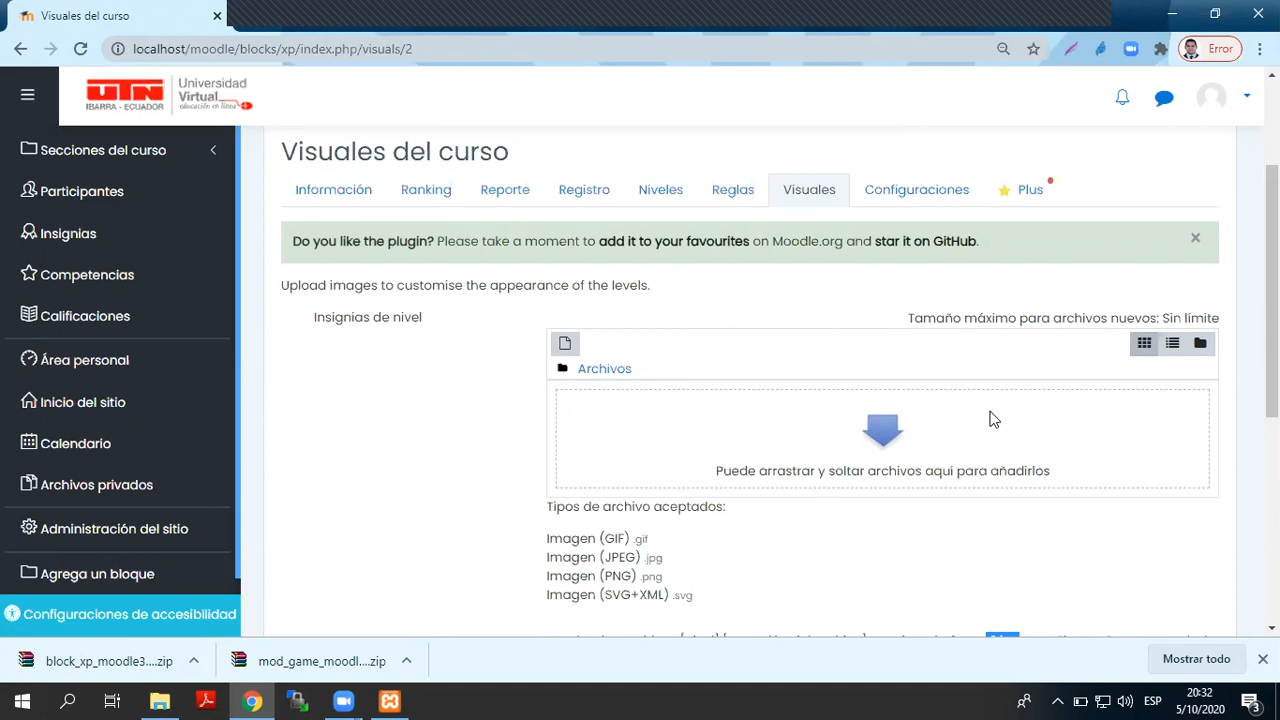 Visuales del curso
localhost/moodle/blocks/xp/index.php/visuals/2
Error
UTN
IBARRA - ECUADOR
Universidad
Virtual
educación en línea
Secciones del curso
Participantes
Insignias
Competencias
Calificaciones
Área personal
Inicio del sitio
Calendario
Archivos privados
Administración del sitio
Agrega un bloque
Configuraciones de accesibilidad
Visuales del curso
Información
Ranking
Reporte
Registro
Niveles
Reglas
Visuales
Configuraciones
Plus
Do you like the plugin? Please take a moment to add it to your favourites on Moodle.org and star it on GitHub.
Upload images to customise the appearance of the levels.
Insignias de nivel
Tamaño máximo para archivos nuevos: Sin límite
Archivos
Puede arrastrar y soltar archivos aquí para añadirlos
Tipos de archivo aceptados:
Imagen (GIF) .gif
Imagen (JPEG) .jpg
Imagen (PNG) .png
Imagen (SVG+XML) .svg
block_xp_moodle3....zip
mod_game_moodl....zip
Mostrar todo
ESP
20:32
5/10/2020
3